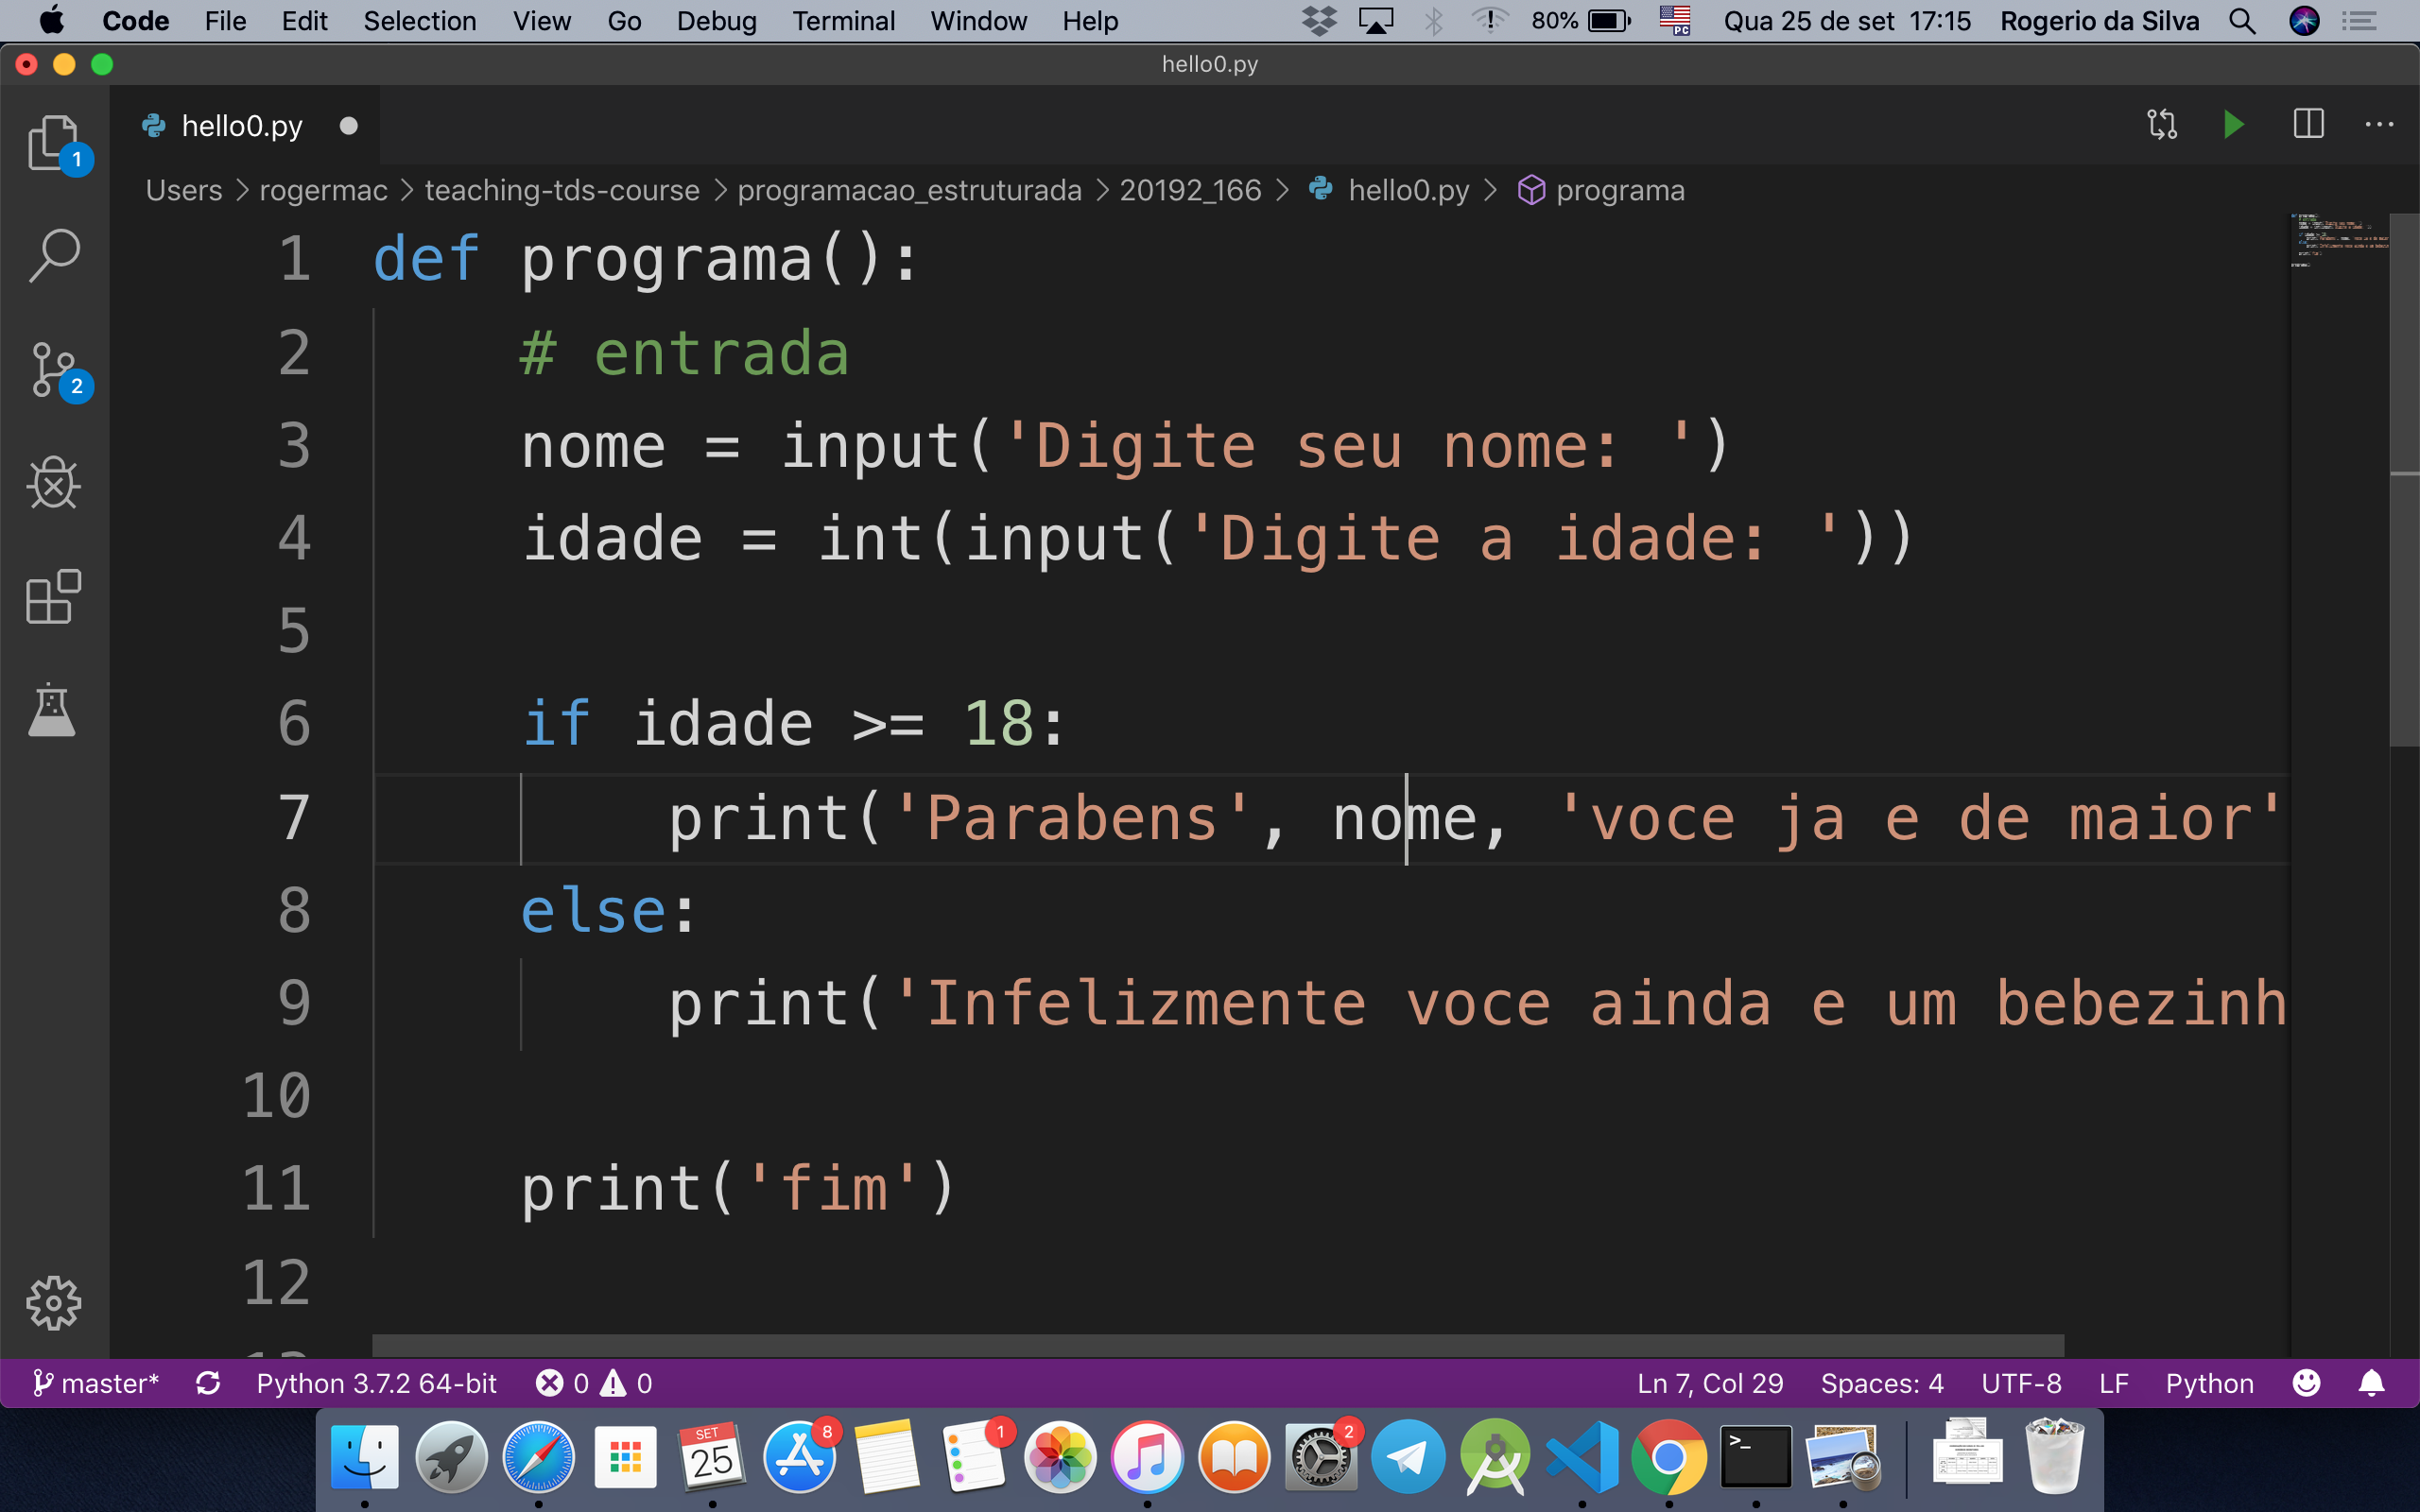 Code File Edit Selection View Go Debug Terminal Window Help 80% PC Qua 25 de set 17:15 Rogerio da Silva
hello0.py
hello0.py
1
Users > rogermac > teaching-tds-course > programacao_estruturada > 20192_166 > hello0.py > programa
1 def programa():
2 # entrada
2
3 nome = input('Digite seu nome: ')
4 idade = int(input('Digite a idade: '))
5
6 if idade >= 18:
7 print('Parabens', nome, 'voce ja e de maior'
8 else:
9 print('Infelizmente voce ainda e um bebezinh
10
11 print('fim')
12
master* Python 3.7.2 64-bit 0 0 Ln 7, Col 29 Spaces: 4 UTF-8 LF Python
SET 25 8 1 2 >_